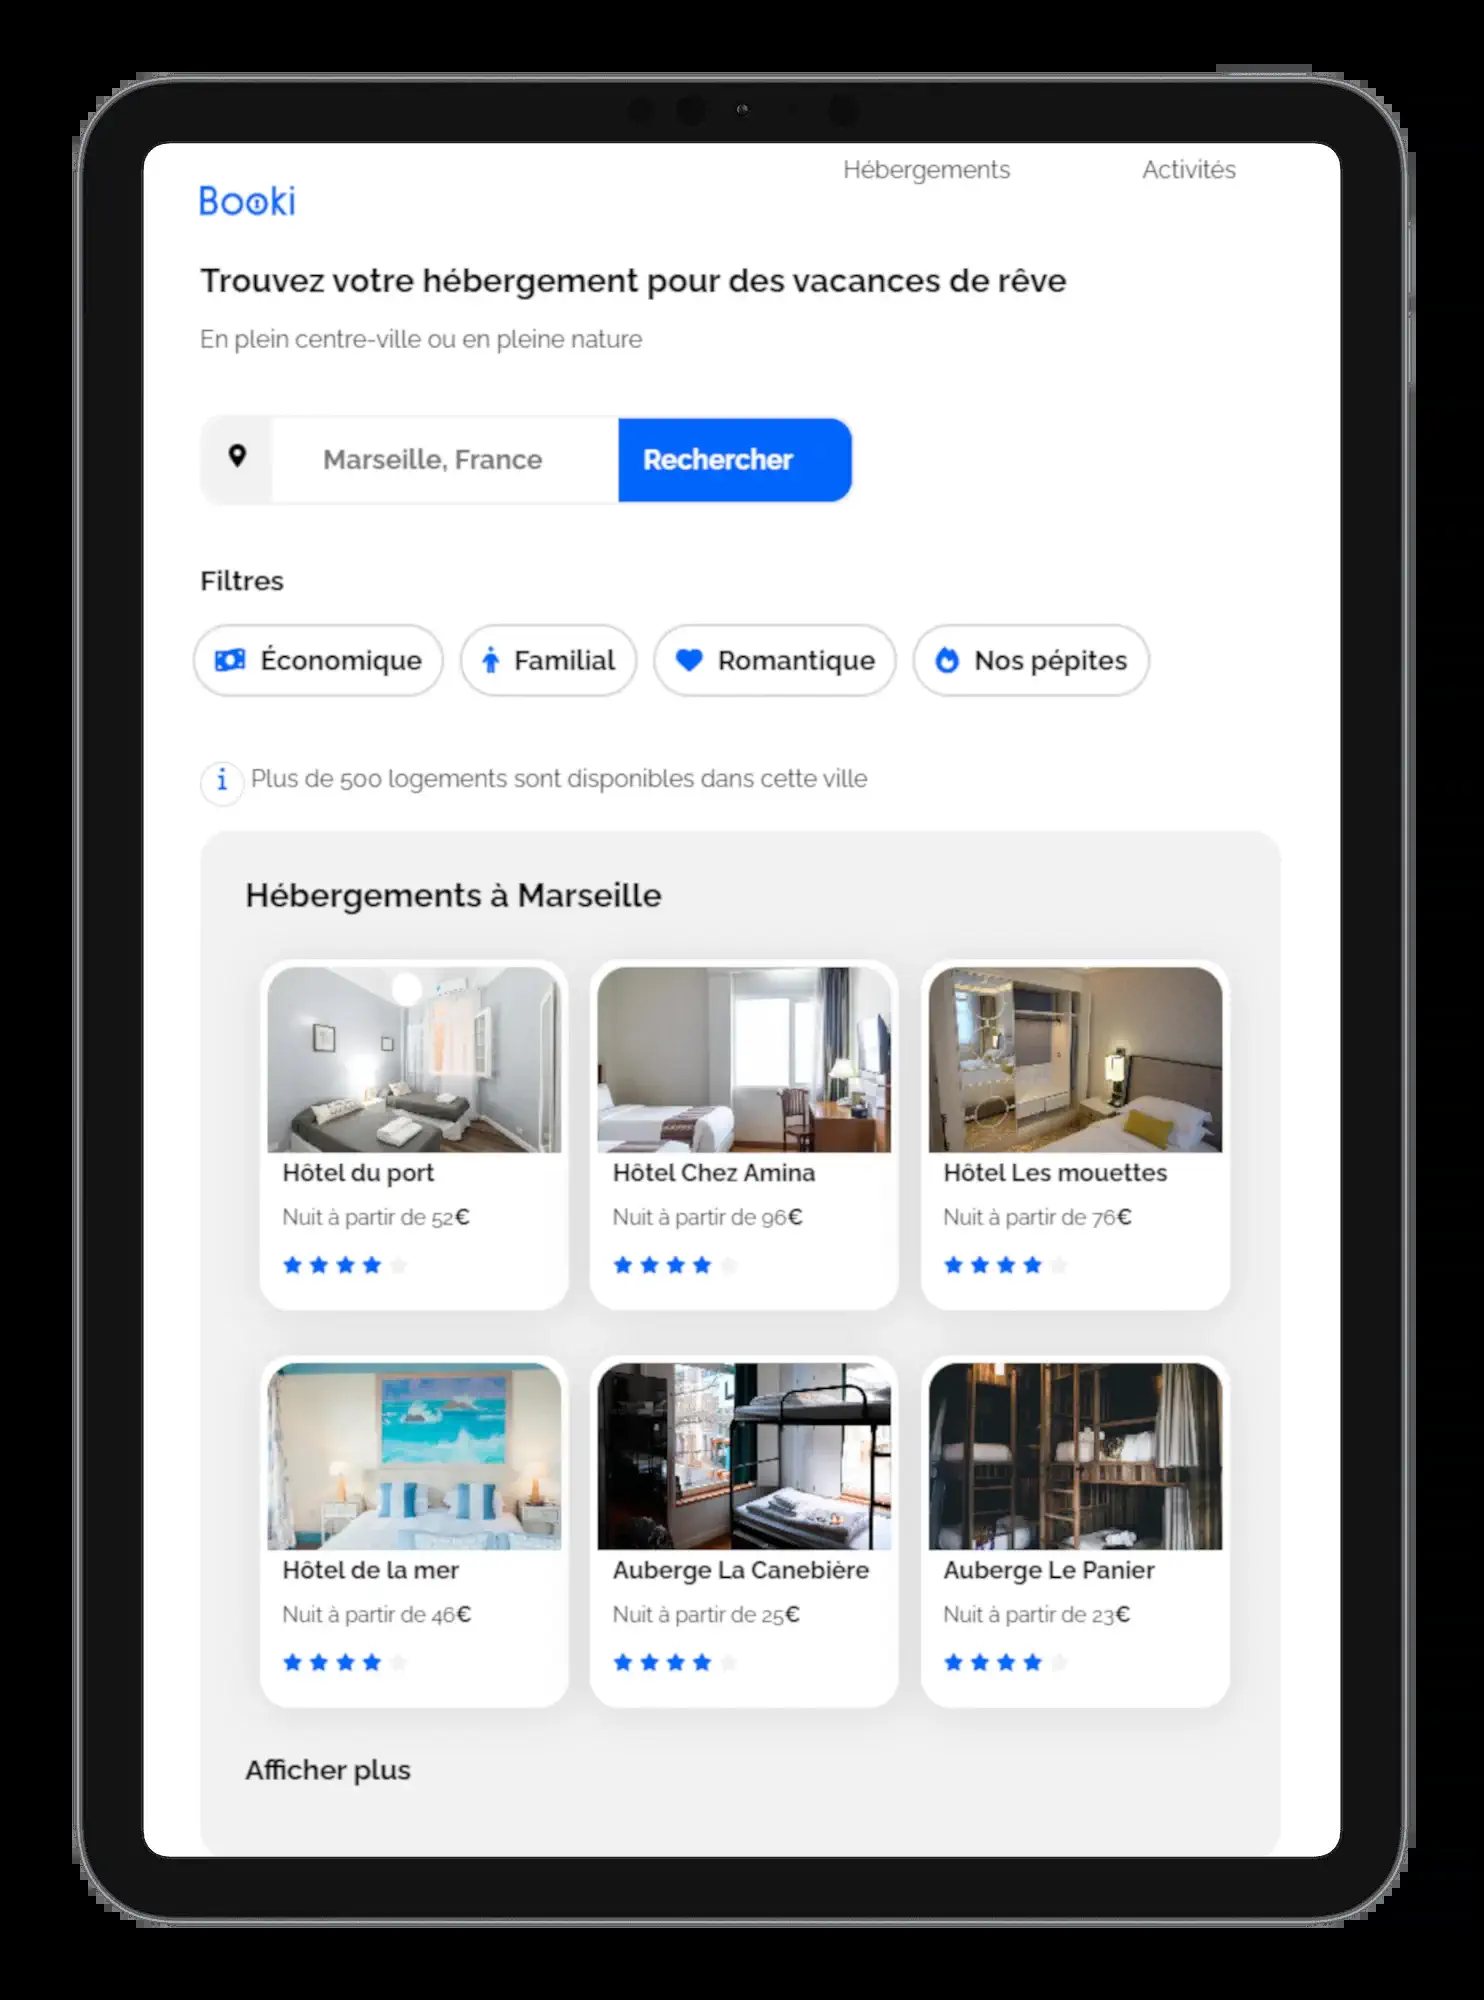 Hébergements Activités
Booki
Trouvez votre hébergement pour des vacances de rêve
En plein centre-ville ou en pleine nature
Marseille, France Rechercher
Filtres
Économique Familial Romantique Nos pépites
i Plus de 500 logements sont disponibles dans cette ville
Hébergements à Marseille
Hôtel du port
Nuit à partir de 52€
Hôtel Chez Amina
Nuit à partir de 96€
Hôtel Les mouettes
Nuit à partir de 76€
Hôtel de la mer
Nuit à partir de 46€
Auberge La Canebière
Nuit à partir de 25€
Auberge Le Panier
Nuit à partir de 23€
Afficher plus